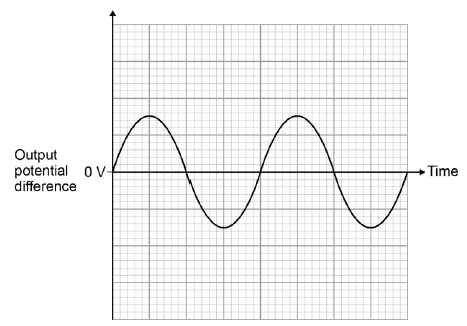 Output
potential
difference
0 V
Time